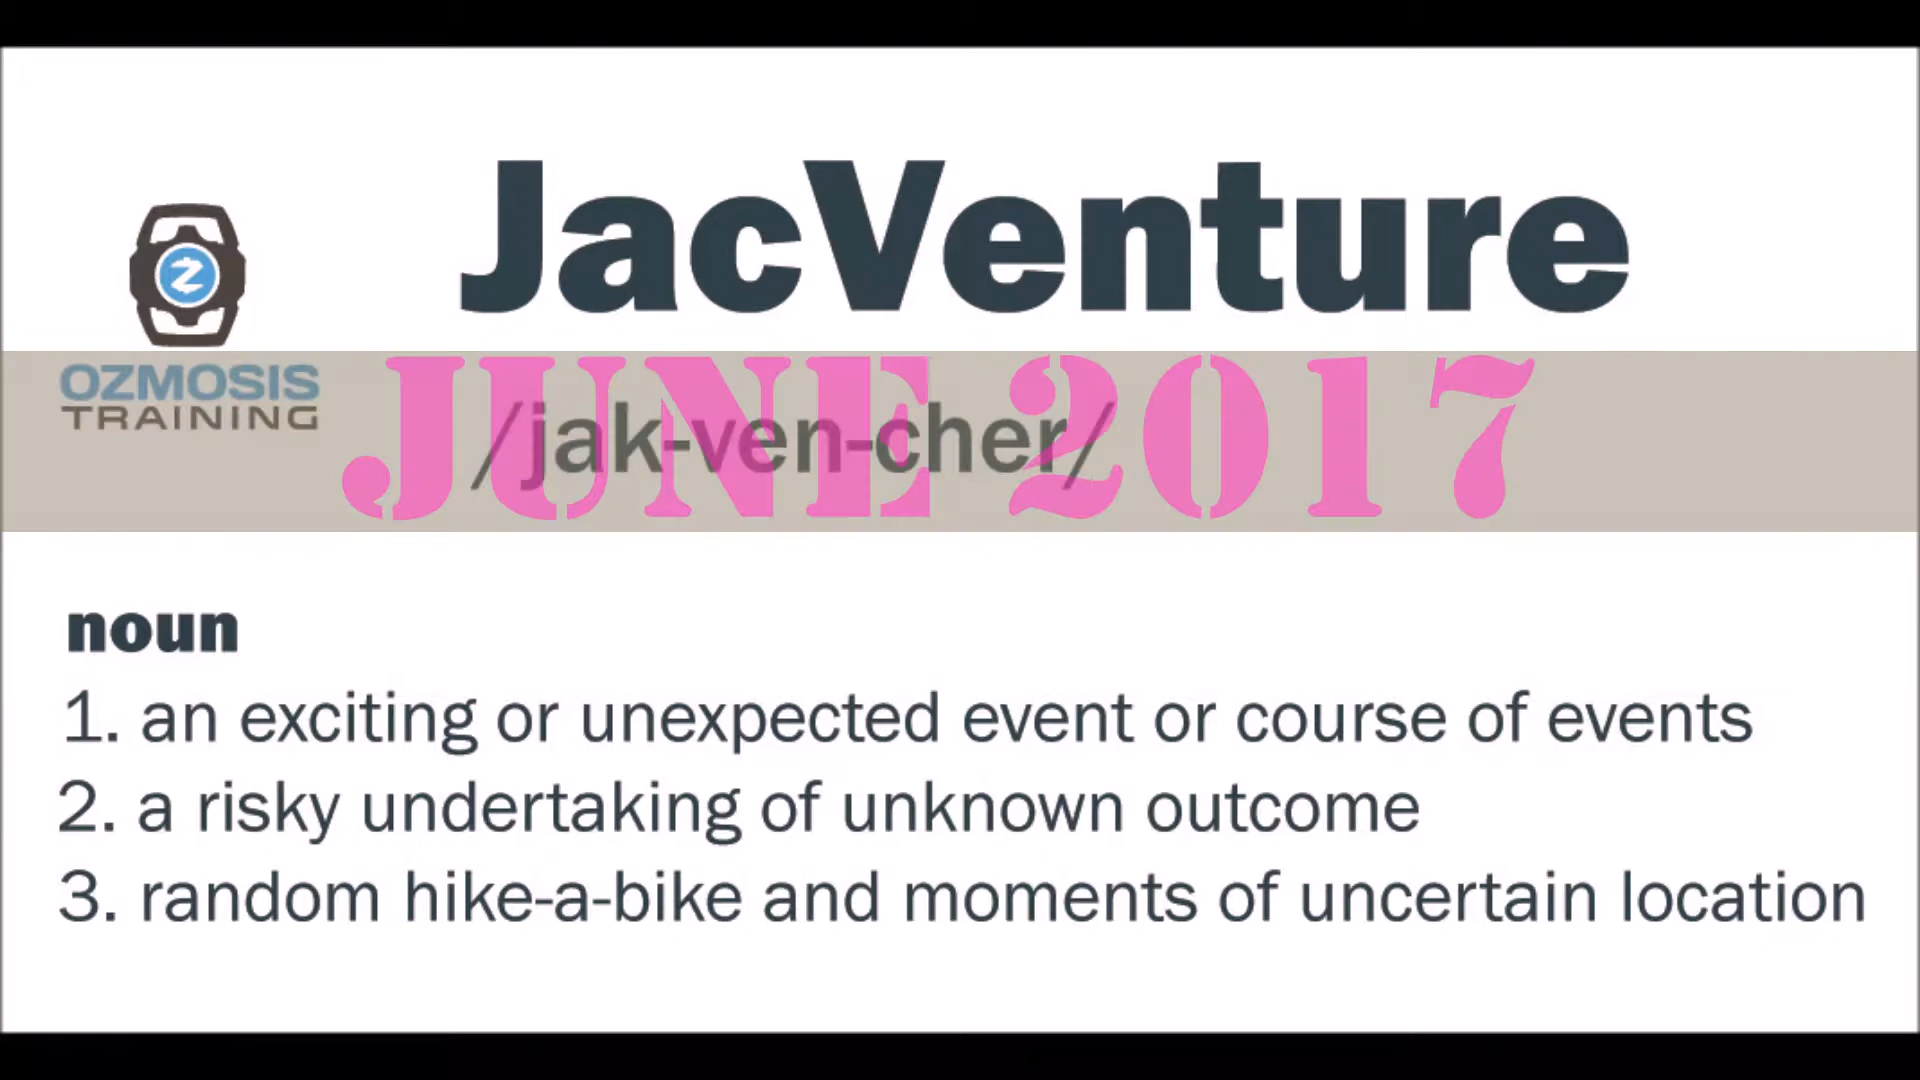 JacVenture
OZMOSIS
TRAINING
JUNE 2017
/jak-ven-cher/
noun
1. an exciting or unexpected event or course of events
2. a risky undertaking of unknown outcome
3. random hike-a-bike and moments of uncertain location